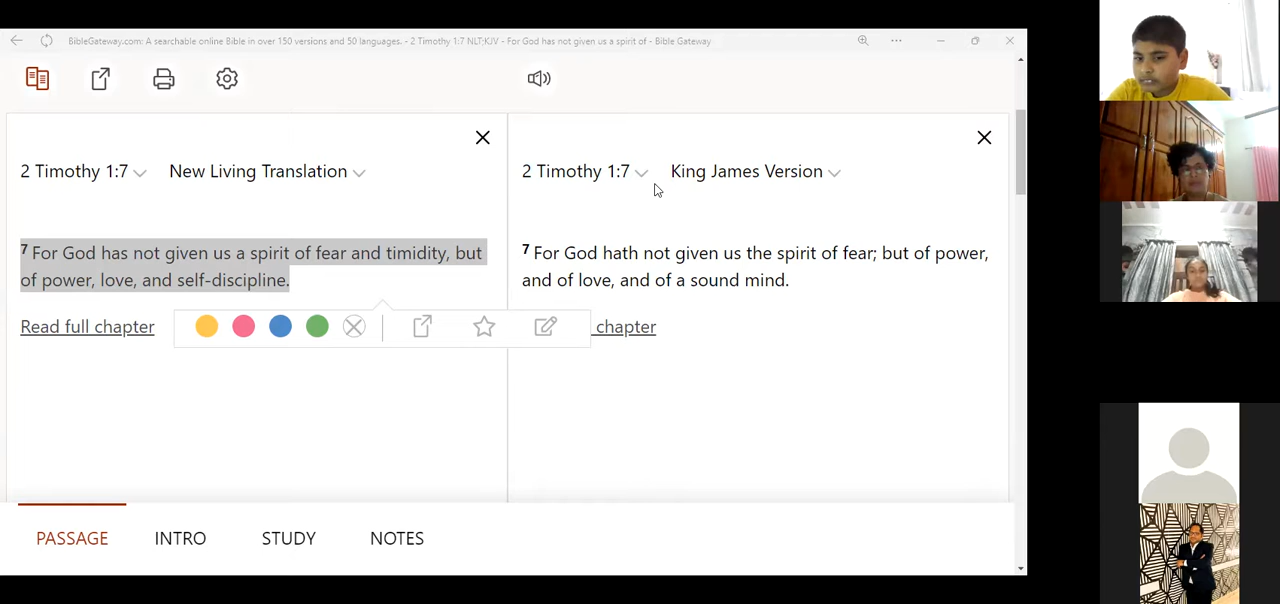 BibleGateway.com: A searchable online Bible in over 150 versions and 50 languages. - 2 Timothy 1:7 NLT;KJV - For God has not given us a spirit of - Bible Gateway
2 Timothy 1:7 New Living Translation
7 For God has not given us a spirit of fear and timidity, but
of power, love, and self-discipline.
Read full chapter
2 Timothy 1:7 King James Version
7 For God hath not given us the spirit of fear; but of power,
and of love, and of a sound mind.
chapter
PASSAGE INTRO STUDY NOTES